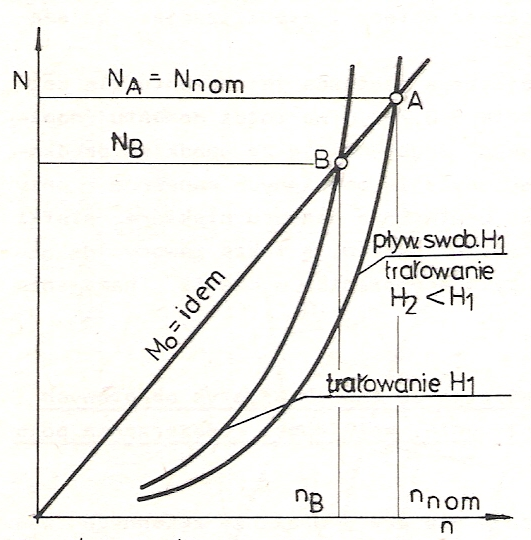 N
N_A = N_nom
N_B
A
B
pływ. swob. H_1
trałowanie
H_2 < H_1
M_o = idem
trałowanie H_1
n_B
n_nom
n